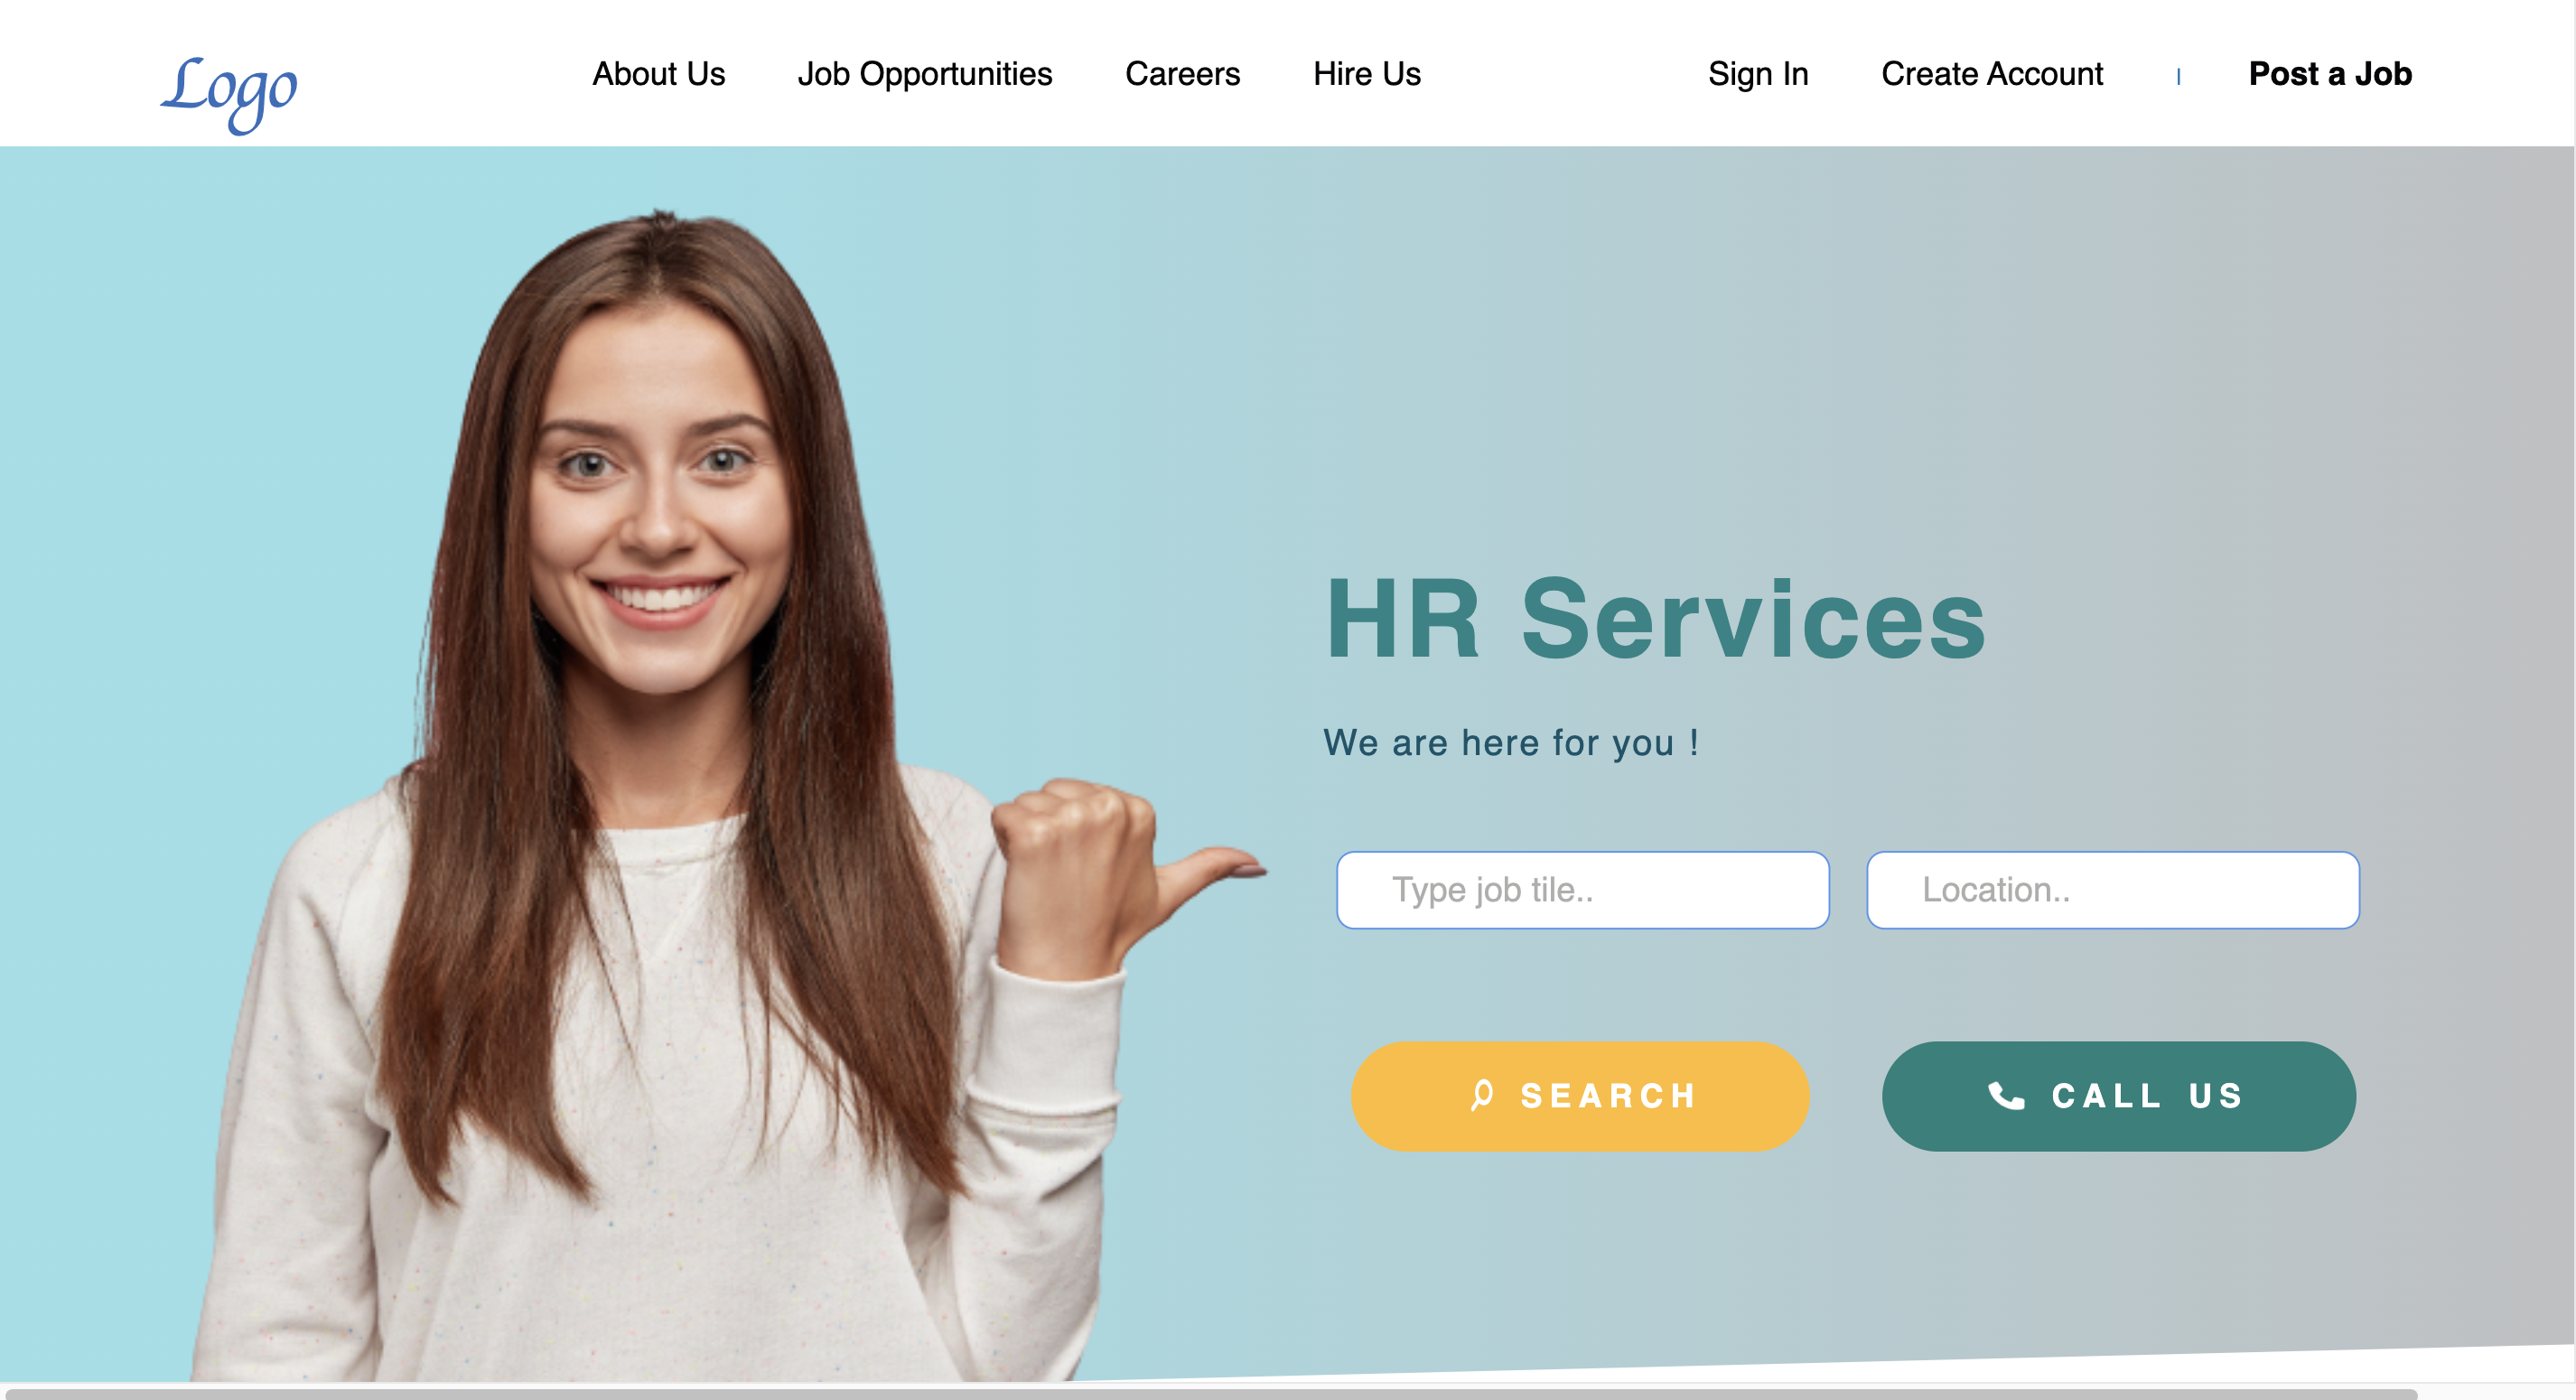 Logo
About Us Job Opportunities Careers Hire Us Sign In Create Account | Post a Job
HR Services
We are here for you !
Type job tile.. Location..
SEARCH CALL US